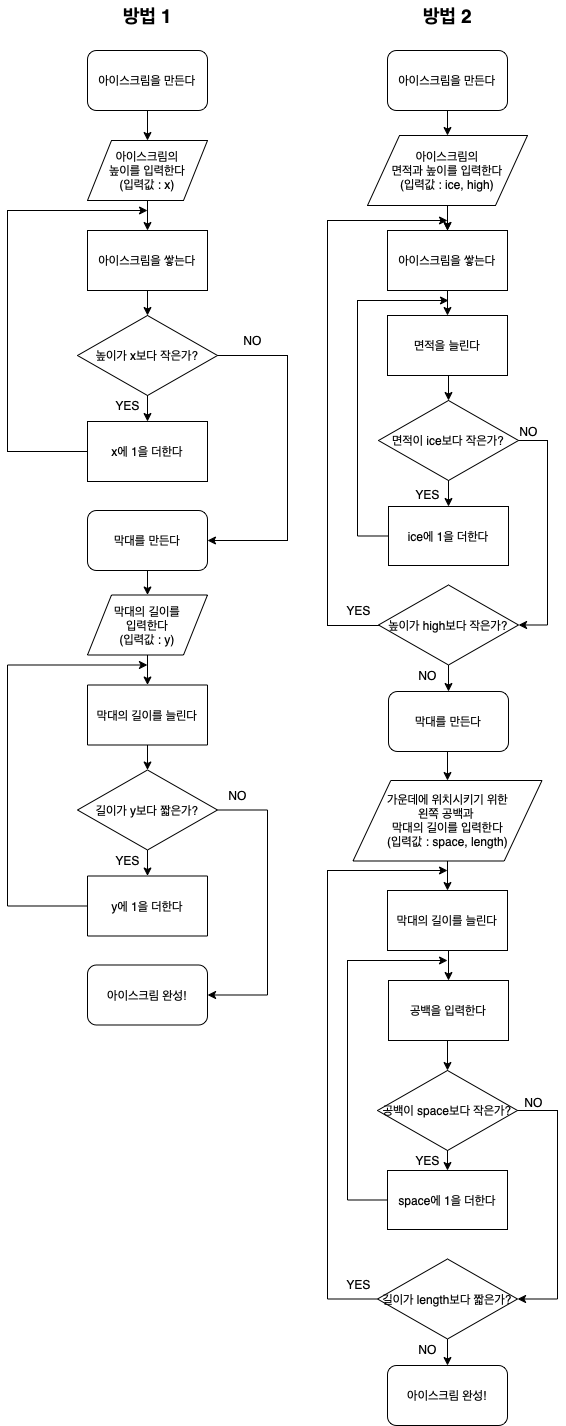 방법 1
아이스크림을 만든다
아이스크림의
높이를 입력한다
(입력값 : x)
아이스크림을 쌓는다
높이가 x보다 작은가?
NO
YES
x에 1을 더한다
막대를 만든다
막대의 길이를
입력한다
(입력값 : y)
막대의 길이를 늘린다
길이가 y보다 짧은가?
NO
YES
y에 1을 더한다
아이스크림 완성!
방법 2
아이스크림을 만든다
아이스크림의
면적과 높이를 입력한다
(입력값 : ice, high)
아이스크림을 쌓는다
면적을 늘린다
면적이 ice보다 작은가?
NO
YES
ice에 1을 더한다
높이가 high보다 작은가?
YES
NO
막대를 만든다
가운데에 위치시키기 위한
왼쪽 공백과
막대의 길이를 입력한다
(입력값 : space, length)
막대의 길이를 늘린다
공백을 입력한다
공백이 space보다 작은가?
NO
YES
space에 1을 더한다
길이가 length보다 짧은가?
YES
NO
아이스크림 완성!